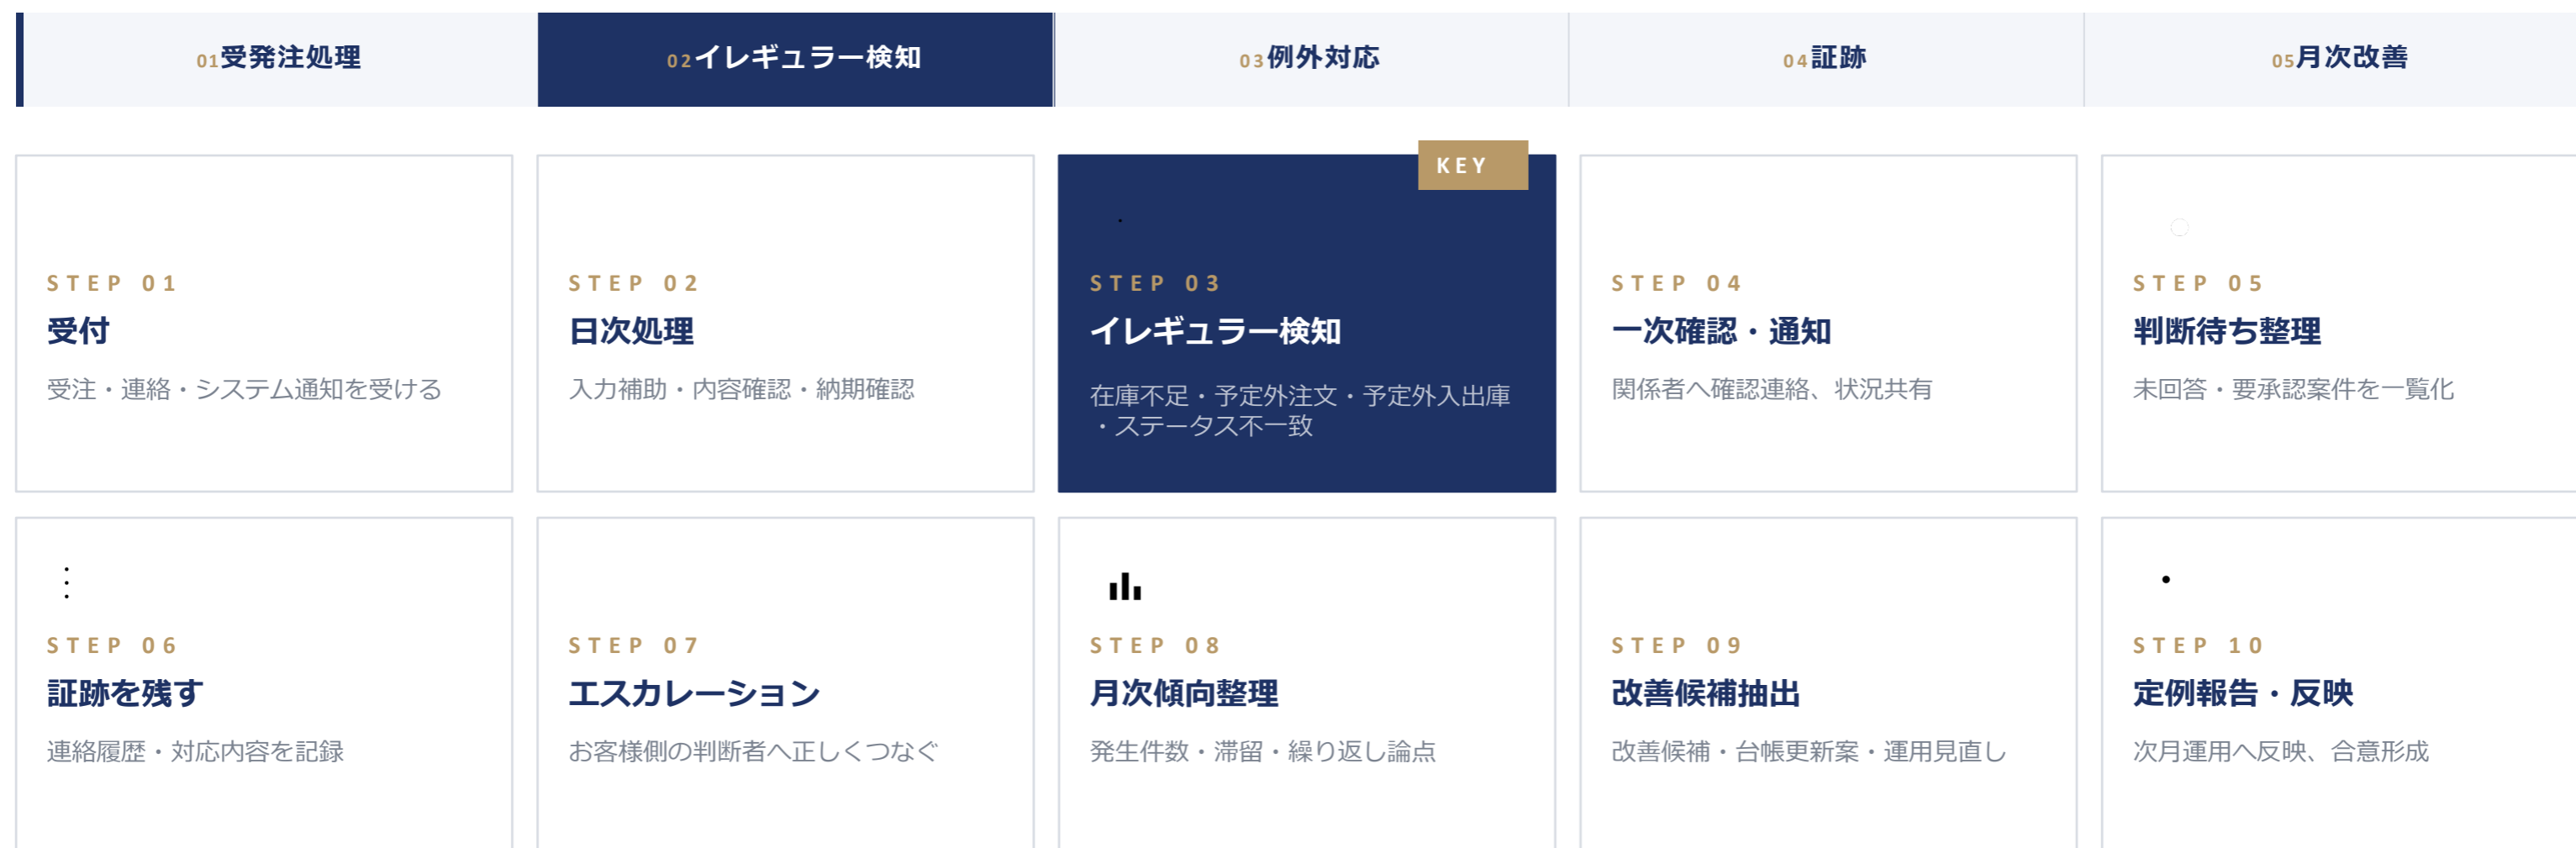 01受発注処理
02イレギュラー検知
03例外対応
04証跡
05月次改善
STEP 01
受付
受注・連絡・システム通知を受ける
STEP 02
日次処理
入力補助・内容確認・納期確認
KEY
STEP 03
イレギュラー検知
在庫不足・予定外注文・予定外入出庫
・ステータス不一致
STEP 04
一次確認・通知
関係者へ確認連絡、状況共有
STEP 05
判断待ち整理
未回答・要承認案件を一覧化
STEP 06
証跡を残す
連絡履歴・対応内容を記録
STEP 07
エスカレーション
お客様側の判断者へ正しくつなぐ
STEP 08
月次傾向整理
発生件数・滞留・繰り返し論点
STEP 09
改善候補抽出
改善候補・台帳更新案・運用見直し
STEP 10
定例報告・反映
次月運用へ反映、合意形成